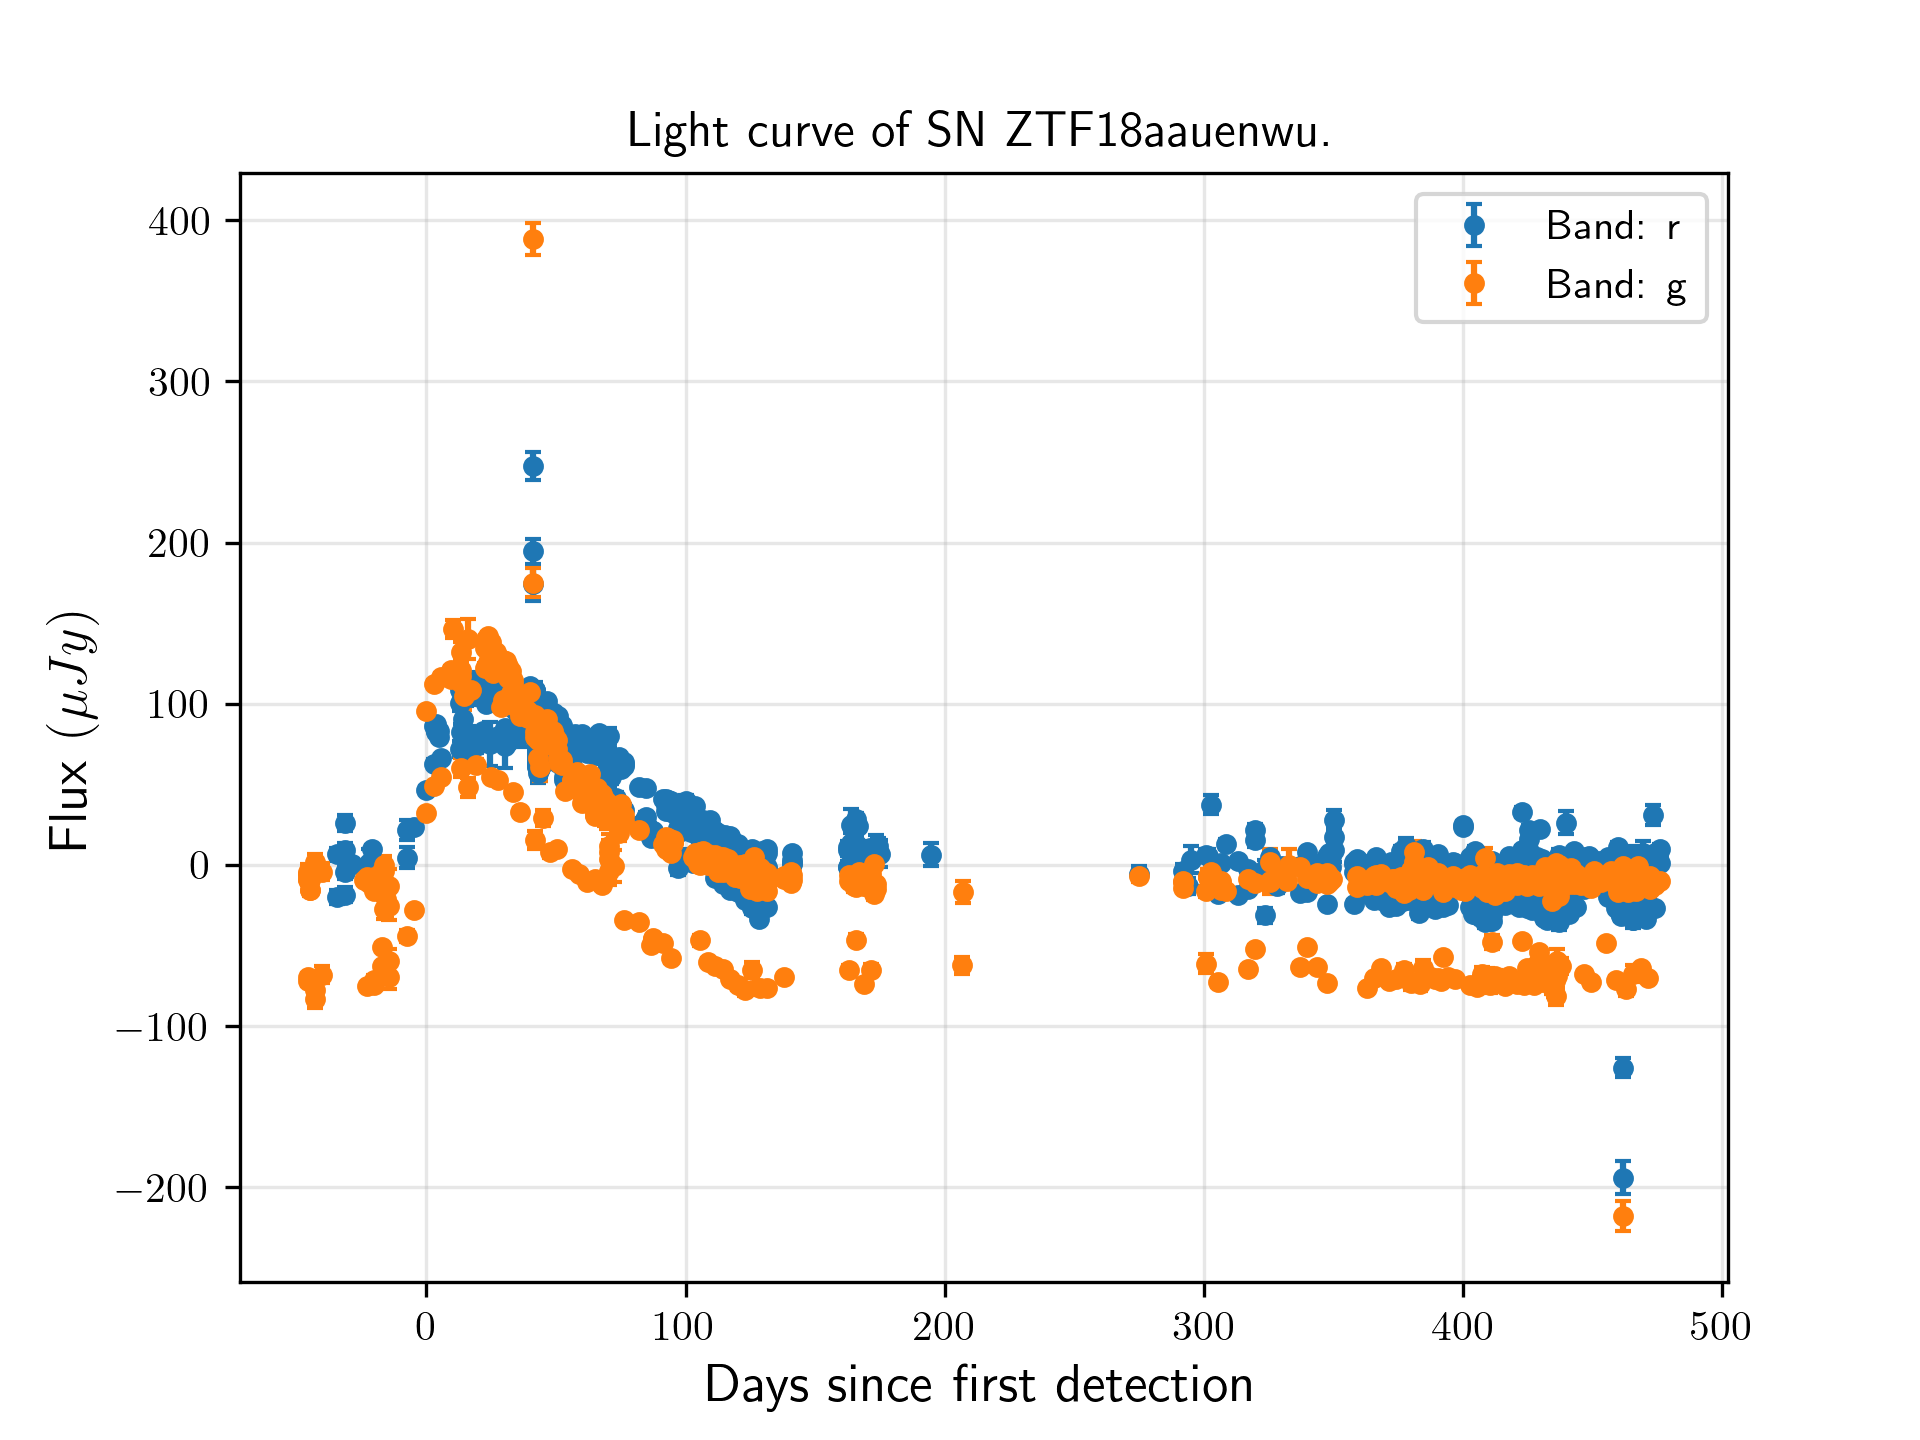 Light curve of SN ZTF18aauenwu.
Band: r
Band: g
400
300
200
100
0
−100
−200
Flux (μJy)
0 100 200 300 400 500
Days since first detection